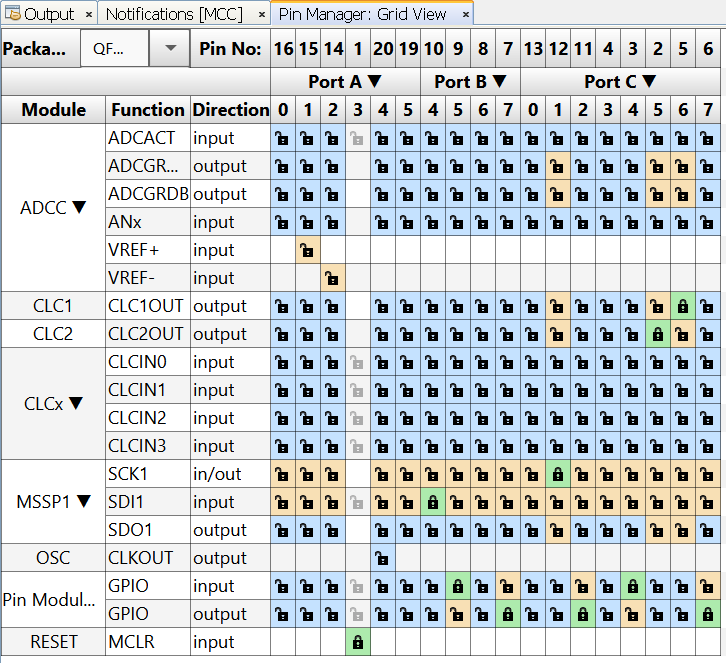 Output × Notifications [MCC] × Pin Manager: Grid View ×
Packa... QF... Pin No: 16 15 14 1 20 19 10 9 8 7 13 12 11 4 3 2 5 6
Port A ▼ Port B ▼ Port C ▼
Module Function Direction 0 1 2 3 4 5 4 5 6 7 0 1 2 3 4 5 6 7
ADCC ▼ ADCACT input
ADCGR... output
ADCGRDB output
ANx input
VREF+ input
VREF- input
CLC1 CLC1OUT output
CLC2 CLC2OUT output
CLCx ▼ CLCIN0 input
CLCIN1 input
CLCIN2 input
CLCIN3 input
MSSP1 ▼ SCK1 in/out
SDI1 input
SDO1 output
OSC CLKOUT output
Pin Modul... GPIO input
GPIO output
RESET MCLR input